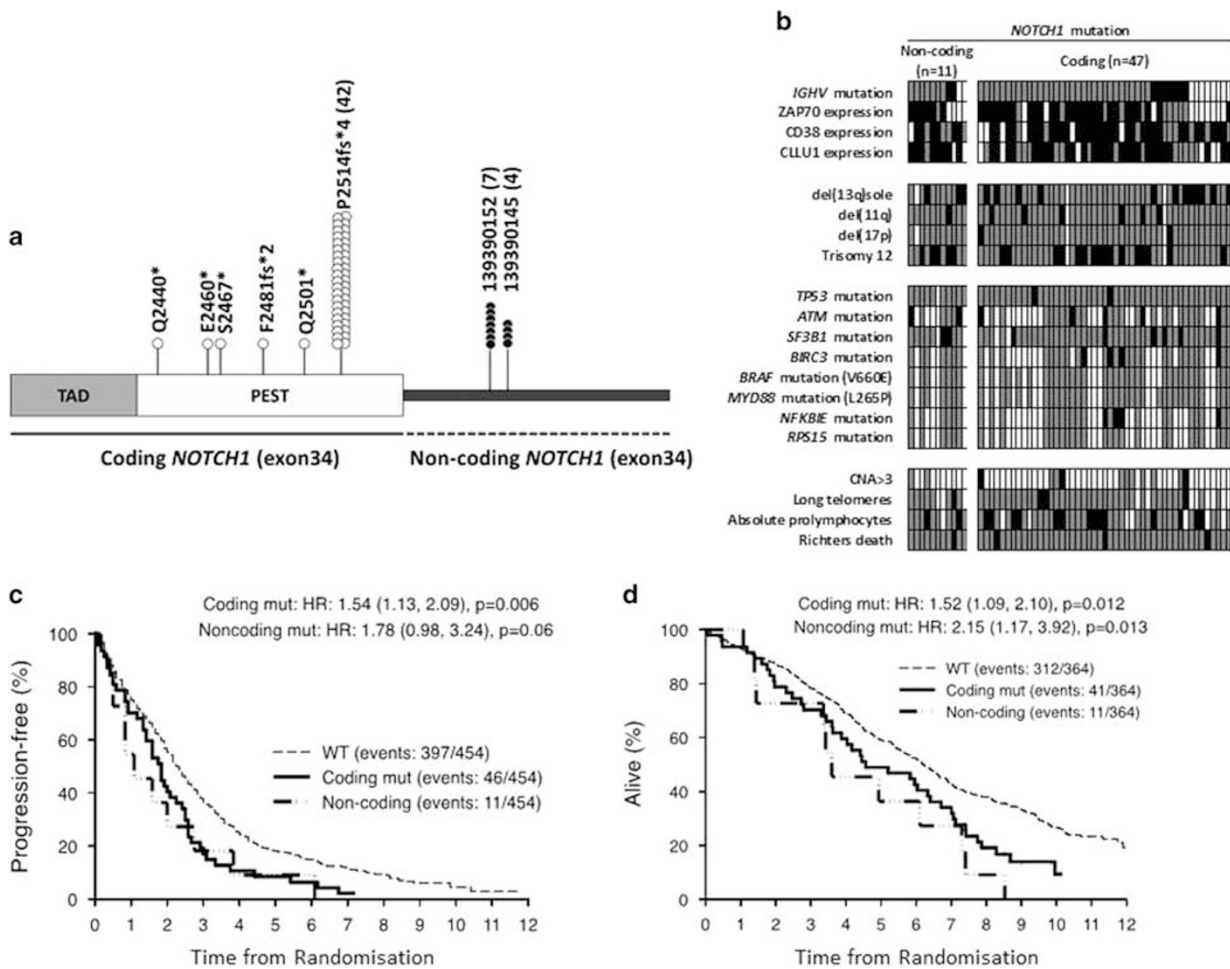 a
Q2440*
E2460*
S2467*
F2481fs*2
Q2501*
P2514fs*4 (42)
139390152 (7)
139390145 (4)
TAD
PEST
Coding NOTCH1 (exon34)
Non-coding NOTCH1 (exon34)
b
NOTCH1 mutation
Non-coding
(n=11)
Coding (n=47)
IGHV mutation
ZAP70 expression
CD38 expression
CLLU1 expression
del(13q)sole
del(11q)
del(17p)
Trisomy 12
TP53 mutation
ATM mutation
SF3B1 mutation
BIRC3 mutation
BRAF mutation (V660E)
MYD88 mutation (L265P)
NFKBIE mutation
RPS15 mutation
CNA>3
Long telomeres
Absolute prolymphocytes
Richters death
c
Coding mut: HR: 1.54 (1.13, 2.09), p=0.006
Noncoding mut: HR: 1.78 (0.98, 3.24), p=0.06
Progression-free (%)
100
80
60
40
20
0
WT (events: 397/454)
Coding mut (events: 46/454)
Non-coding (events: 11/454)
0 1 2 3 4 5 6 7 8 9 10 11 12
Time from Randomisation
d
Coding mut: HR: 1.52 (1.09, 2.10), p=0.012
Noncoding mut: HR: 2.15 (1.17, 3.92), p=0.013
Alive (%)
100
80
60
40
20
0
WT (events: 312/364)
Coding mut (events: 41/364)
Non-coding (events: 11/364)
0 1 2 3 4 5 6 7 8 9 10 11 12
Time from Randomisation